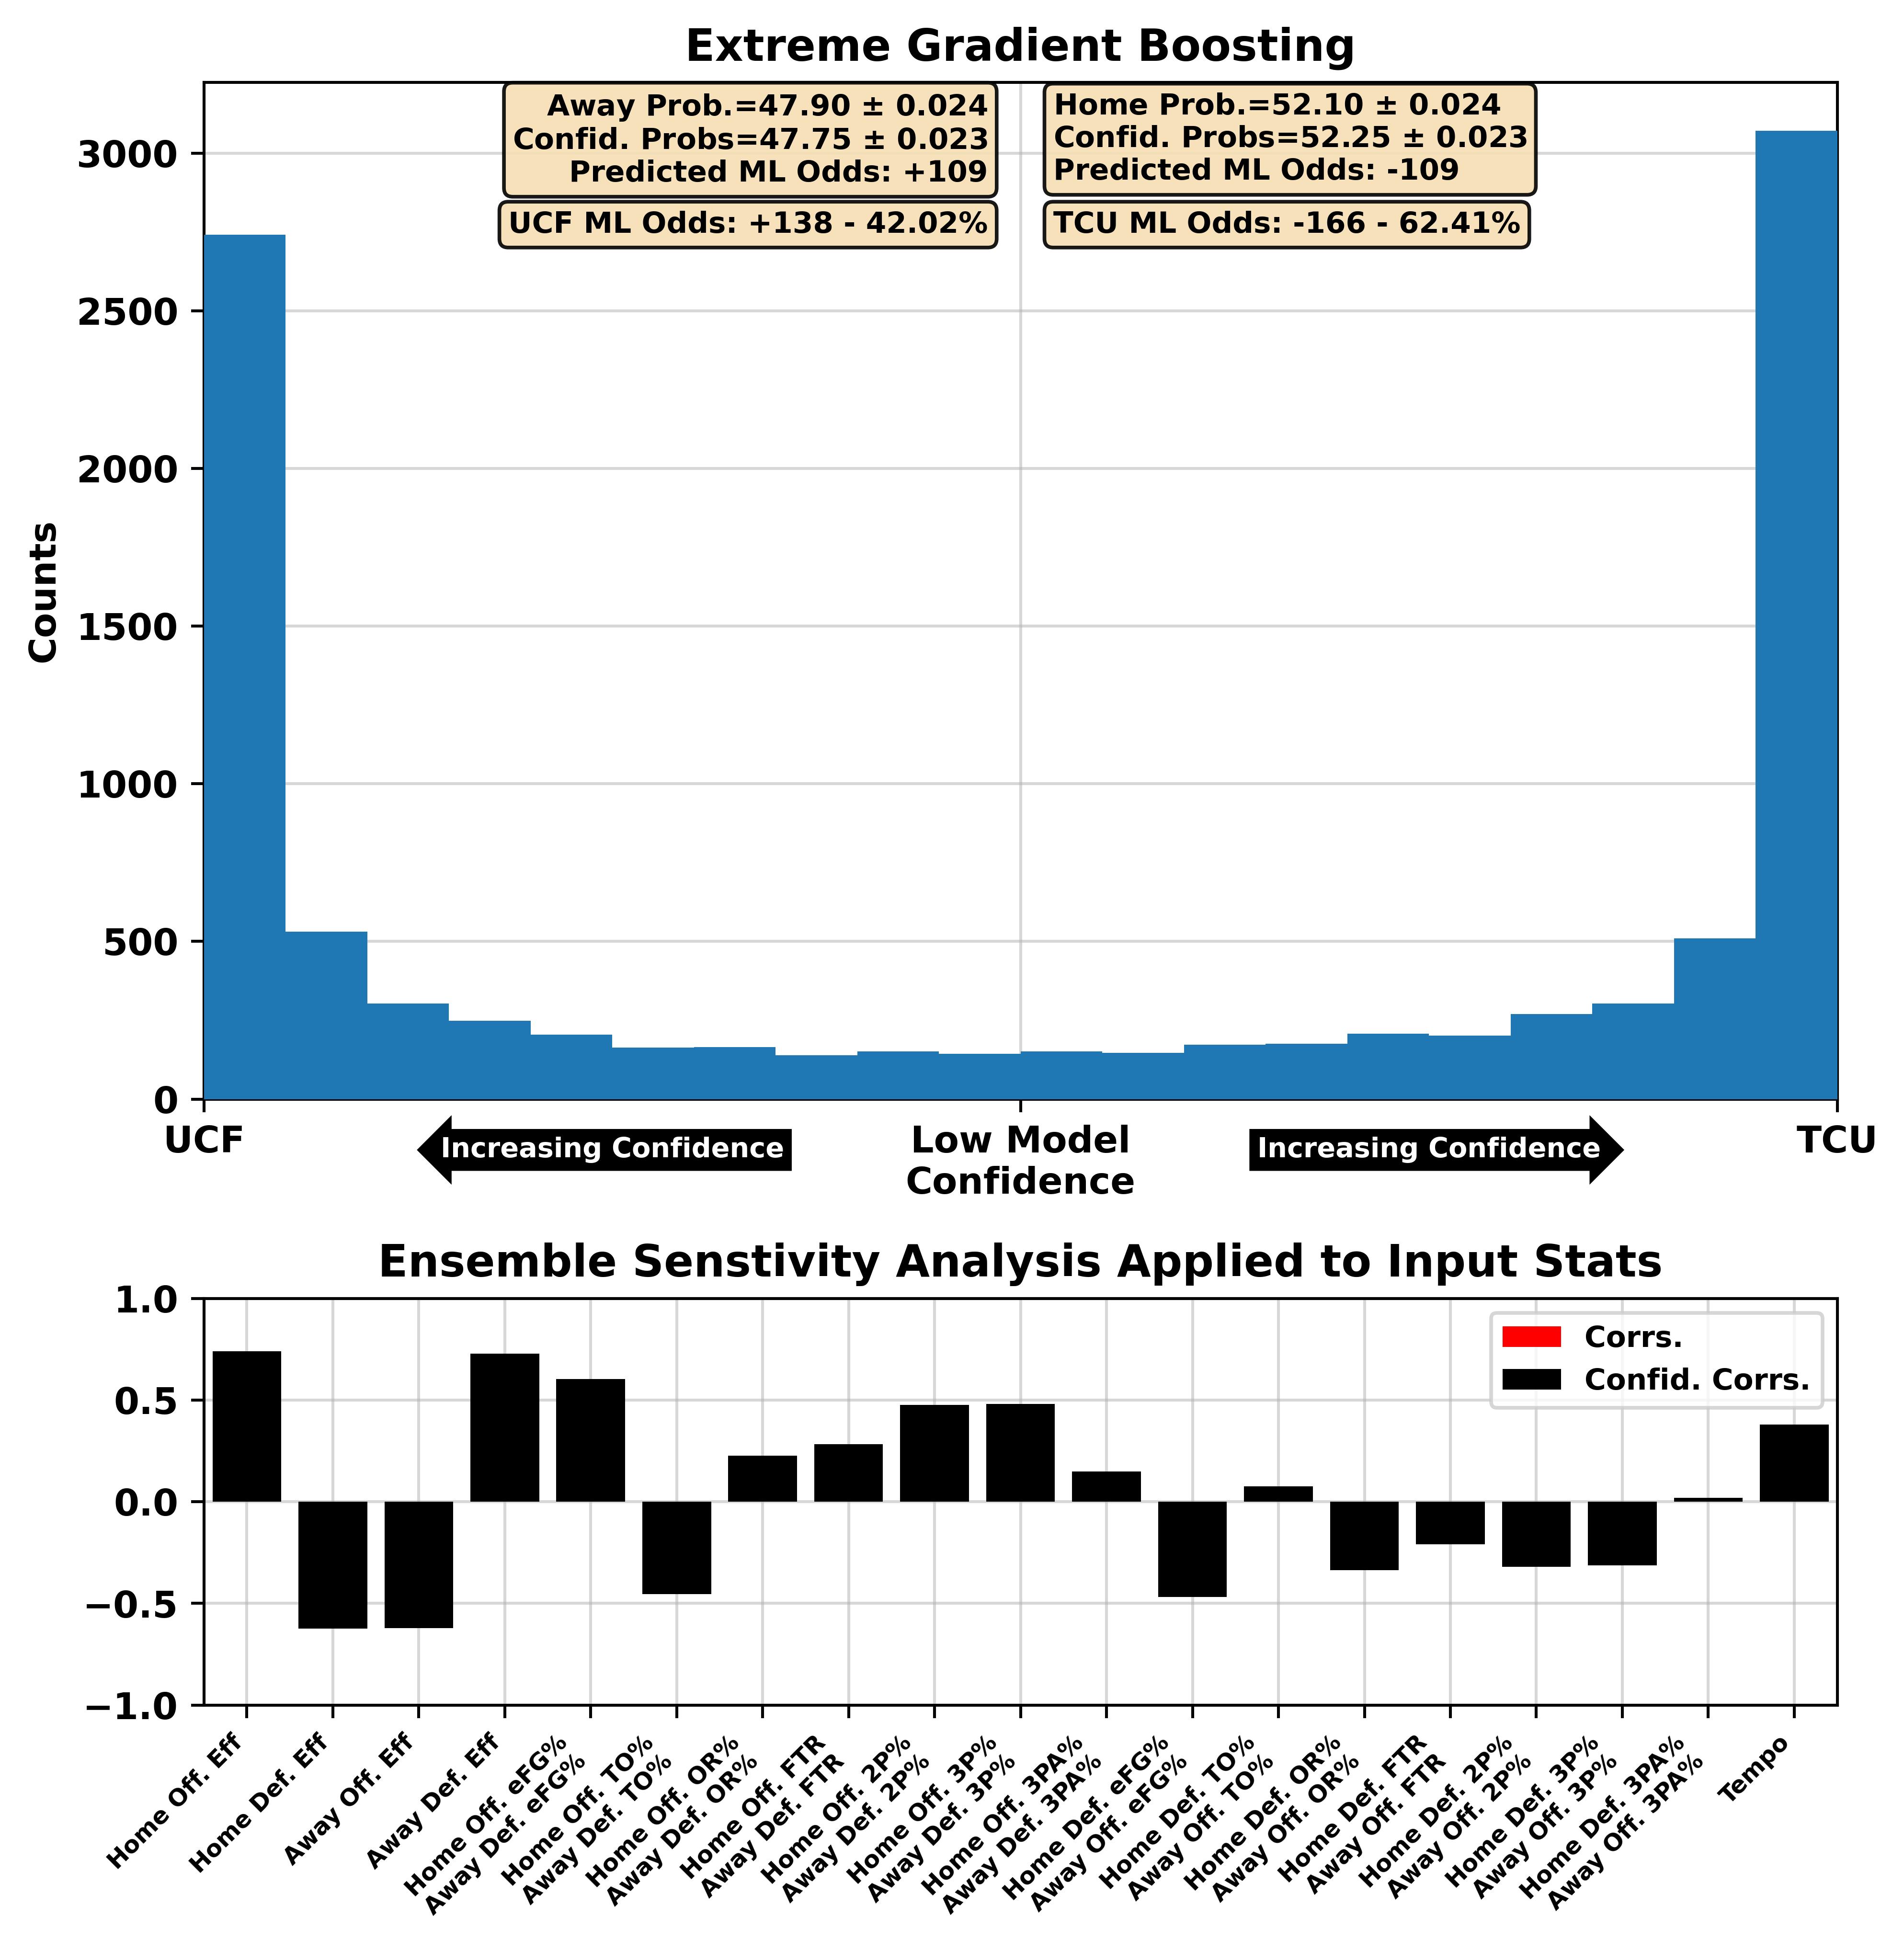 Extreme Gradient Boosting
Away Prob.=47.90 ± 0.024
Confid. Probs=47.75 ± 0.023
Predicted ML Odds: +109
UCF ML Odds: +138 - 42.02%
Home Prob.=52.10 ± 0.024
Confid. Probs=52.25 ± 0.023
Predicted ML Odds: -109
TCU ML Odds: -166 - 62.41%
Counts
3000
2500
2000
1500
1000
500
0
UCF
Increasing Confidence
Low Model
Confidence
Increasing Confidence
TCU
Ensemble Senstivity Analysis Applied to Input Stats
1.0
0.5
0.0
−0.5
−1.0
Corrs.
Confid. Corrs.
Home Off. Eff
Home Def. Eff
Away Off. Eff
Away Def. Eff
Home Off. eFG%
Away Def. eFG%
Home Off. TO%
Away Def. TO%
Home Off. OR%
Away Def. OR%
Home Off. FTR
Away Def. FTR
Home Off. 2P%
Away Def. 2P%
Home Off. 3P%
Away Def. 3P%
Home Off. 3PA%
Away Def. 3PA%
Home Def. eFG%
Away Off. eFG%
Home Def. TO%
Away Off. TO%
Home Def. OR%
Away Off. OR%
Home Def. FTR
Away Off. FTR
Home Def. 2P%
Away Off. 2P%
Home Def. 3P%
Away Off. 3P%
Home Def. 3PA%
Away Off. 3PA%
Tempo